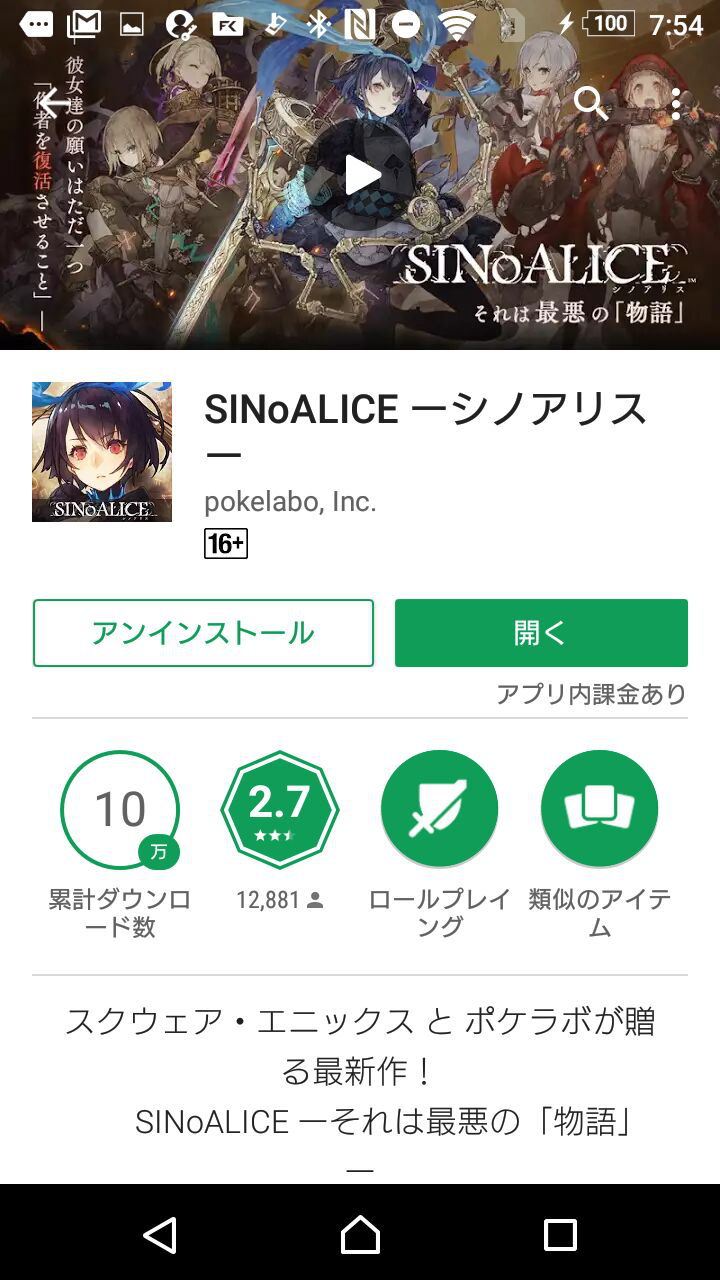 100 7:54
彼女達の願いはただ一つ
「作者を復活させること」―
SINoALICE
シノアリス
それは最悪の「物語」
SINoALICE
SINoALICE ーシノアリス
ー
pokelabo, Inc.
16+
アンインストール
開く
アプリ内課金あり
10
万
2.7
累計ダウンロ
ード数
12,881
ロールプレイ
ング
類似のアイテ
ム
スクウェア・エニックス と ポケラボが贈
る最新作！
SINoALICE ーそれは最悪の「物語」
ー